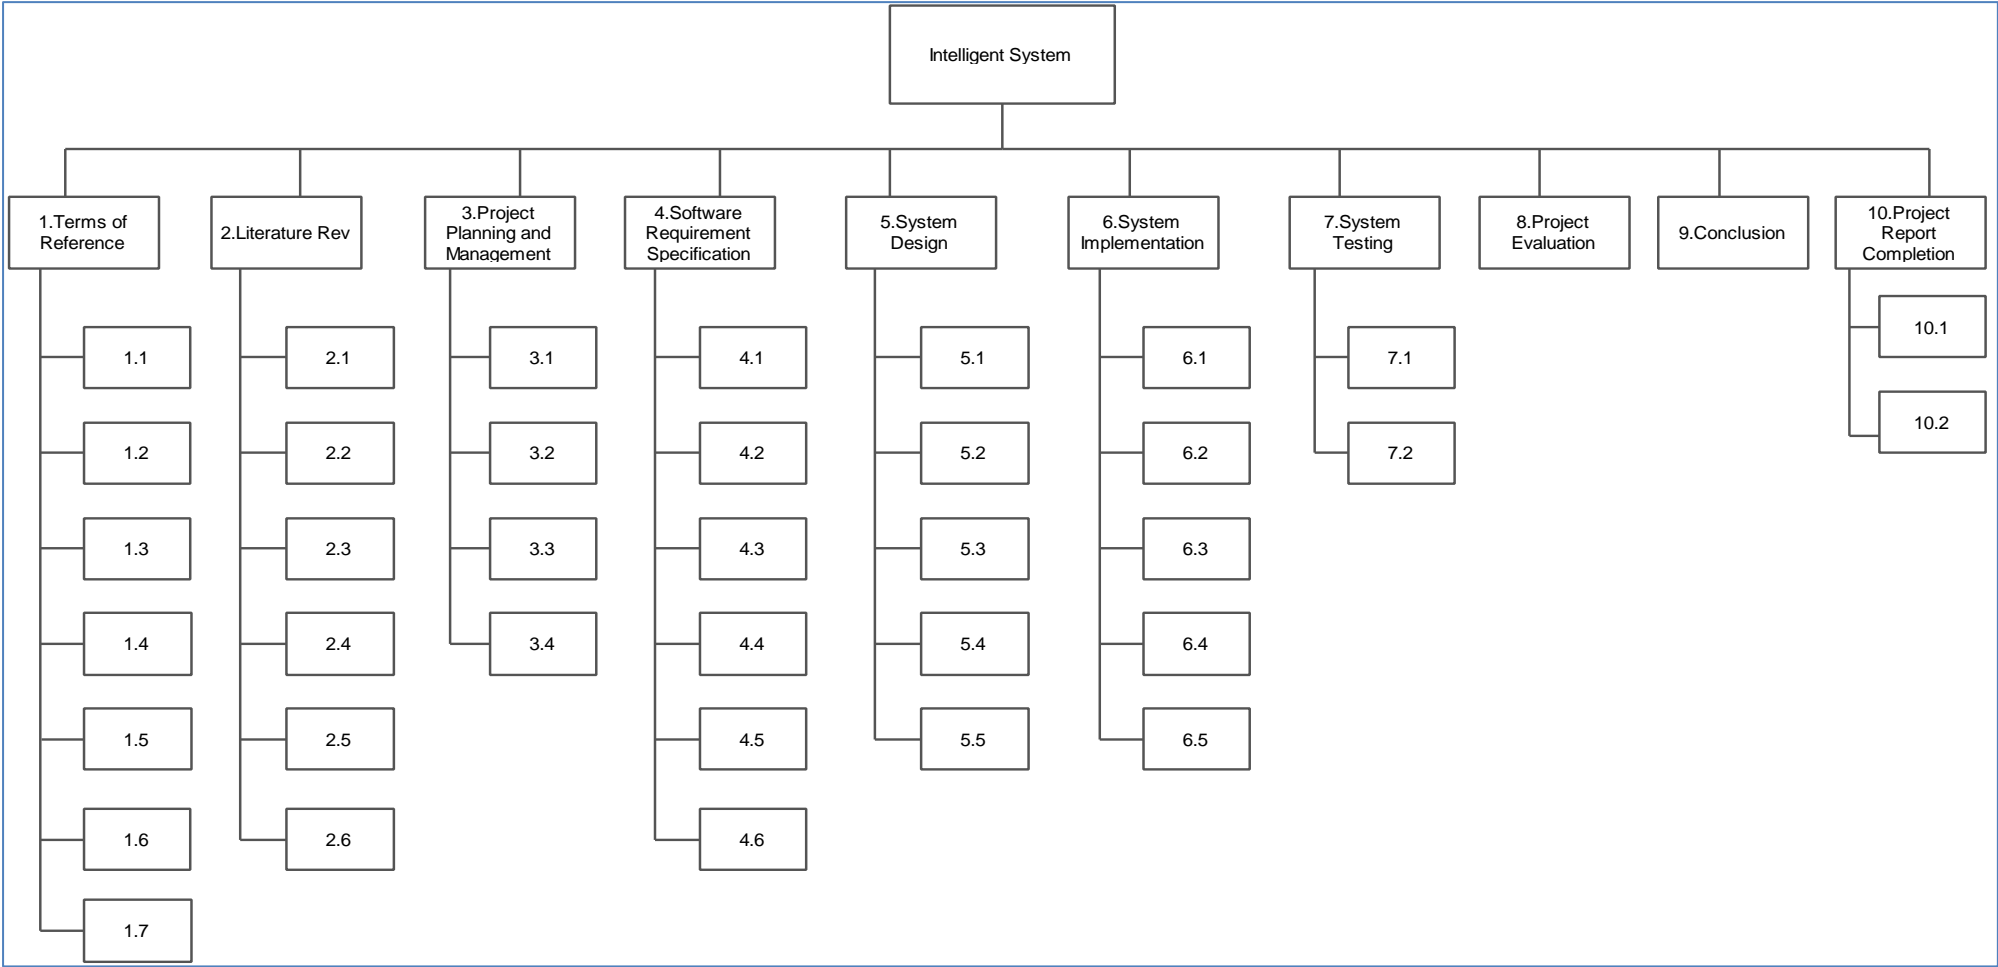 Intelligent System
1.Terms of
Reference
2.Literature Rev
3.Project
Planning and
Management
4.Software
Requirement
Specification
5.System
Design
6.System
Implementation
7.System
Testing
8.Project
Evaluation
9.Conclusion
10.Project
Report
Completion
1.1
1.2
1.3
1.4
1.5
1.6
1.7
2.1
2.2
2.3
2.4
2.5
2.6
3.1
3.2
3.3
3.4
4.1
4.2
4.3
4.4
4.5
4.6
5.1
5.2
5.3
5.4
5.5
6.1
6.2
6.3
6.4
6.5
7.1
7.2
10.1
10.2